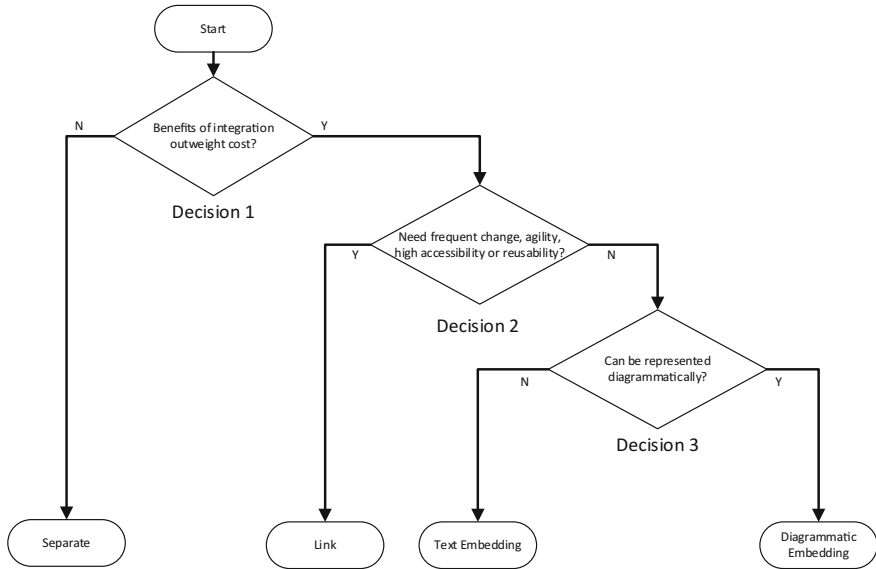 Start
Benefits of integration
outweight cost?
N
Y
Decision 1
Need frequent change, agility,
high accessibility or reusability?
Y
N
Decision 2
Can be represented
diagrammatically?
N
Y
Decision 3
Separate
Link
Text Embedding
Diagrammatic
Embedding